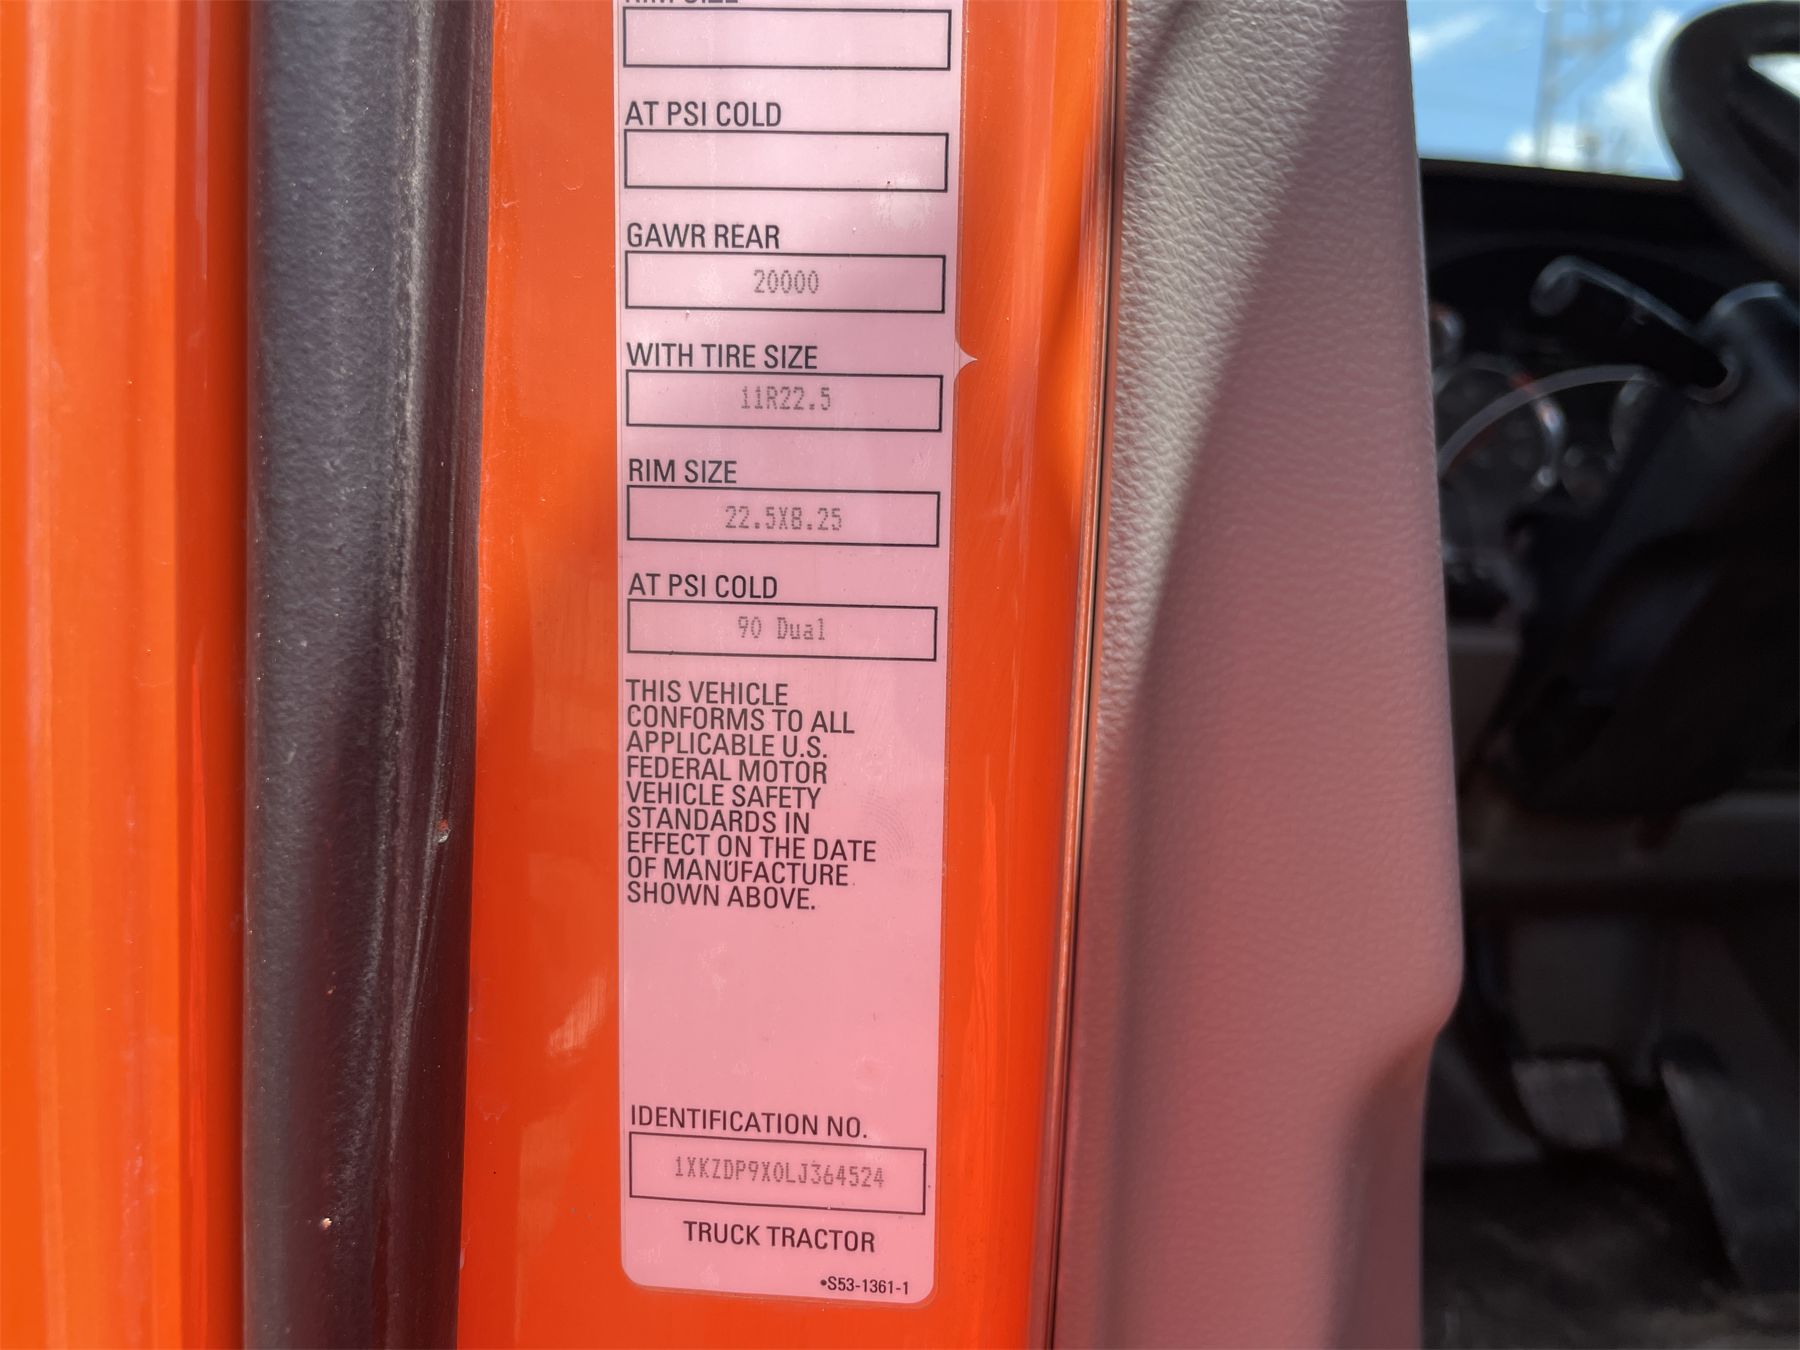 RIM SIZE
AT PSI COLD
GAWR REAR
20000
WITH TIRE SIZE
11R22.5
RIM SIZE
22.5X8.25
AT PSI COLD
90 Dual
THIS VEHICLE
CONFORMS TO ALL
APPLICABLE U.S.
FEDERAL MOTOR
VEHICLE SAFETY
STANDARDS IN
EFFECT ON THE DATE
OF MANUFACTURE
SHOWN ABOVE.
IDENTIFICATION NO.
1XKZDP9X0LJ364524
TRUCK TRACTOR
•S53-1361-1